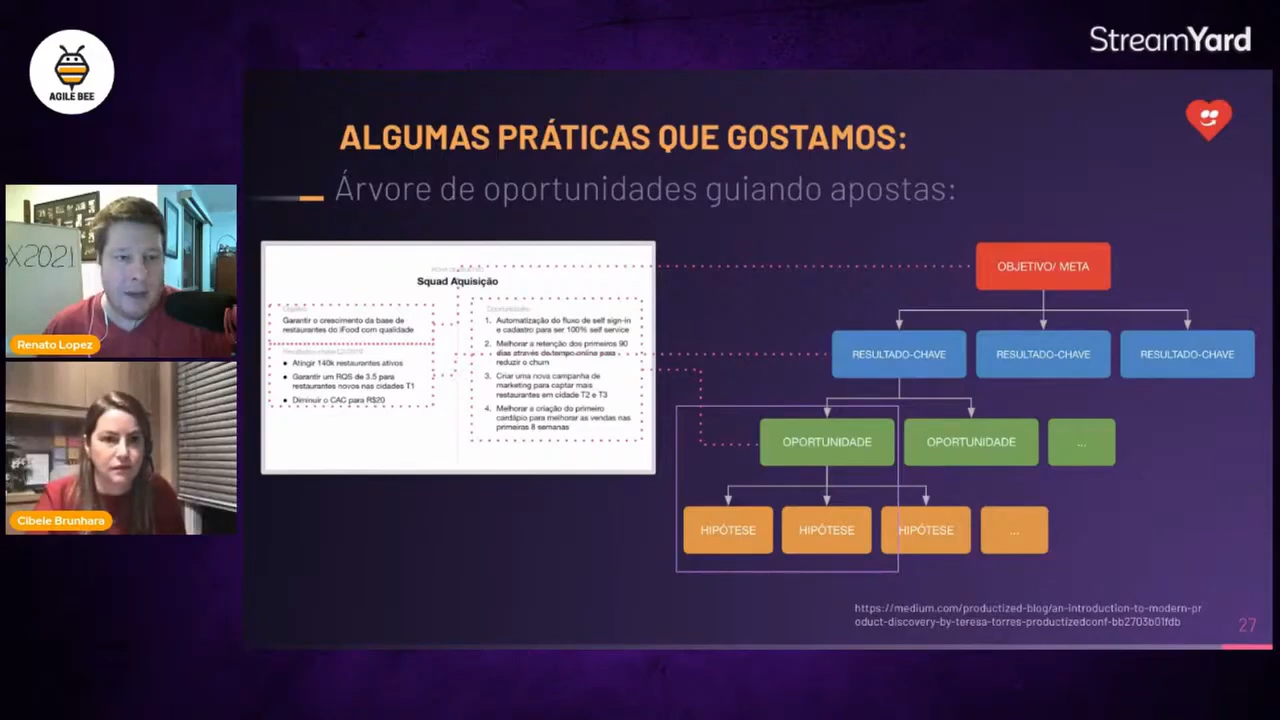 StreamYard
AGILE BEE
ALGUMAS PRÁTICAS QUE GOSTAMOS:
Árvore de oportunidades guiando apostas:
X2021
Renato Lopez
Cibele Brunhara
Squad Aquisição
Objetivo
Garantir o crescimento da base de
restaurantes do iFood com qualidade
Atingir 140k restaurantes ativos
Garantir um RQS de 3.5 para
restaurantes novos nas cidades T1
Diminuir o CAC para R$20
Oportunidades
1. Automatização do fluxo de self sign-in
e cadastro para ser 100% self service
2. Melhorar a retenção dos primeiros 90
dias através de tempo online para
reduzir o churn
3. Criar uma nova campanha de
marketing para captar mais
restaurantes em cidade T2 e T3
4. Melhorar a criação do primeiro
cardápio para melhorar as vendas nas
primeiras 8 semanas
OBJETIVO/ META
RESULTADO-CHAVE
RESULTADO-CHAVE
RESULTADO-CHAVE
OPORTUNIDADE
OPORTUNIDADE
...
HIPÓTESE
HIPÓTESE
HIPÓTESE
...
https://medium.com/productized-blog/an-introduction-to-modern-pr
oduct-discovery-by-teresa-torres-productizedconf-bb2703b01fdb
27